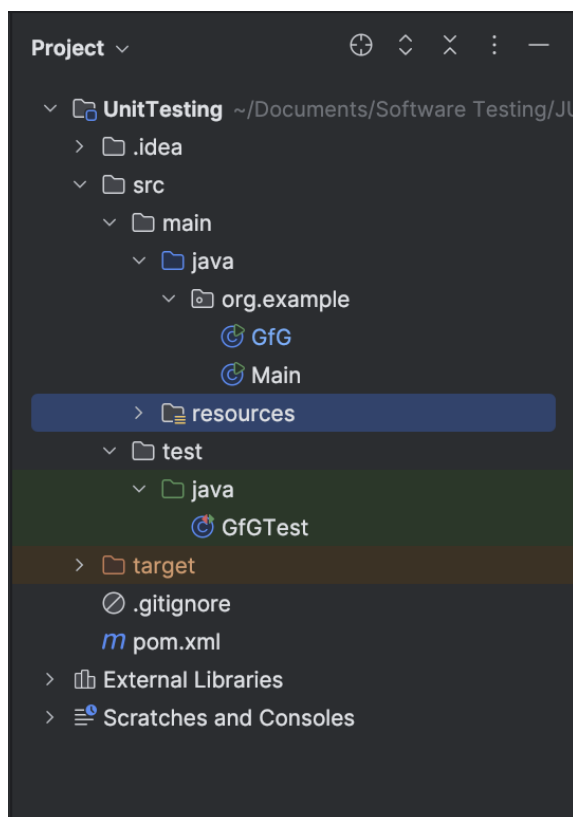 Project
UnitTesting ~/Documents/Software Testing/JU
.idea
src
main
java
org.example
GfG
Main
resources
test
java
GfGTest
target
.gitignore
m pom.xml
External Libraries
Scratches and Consoles